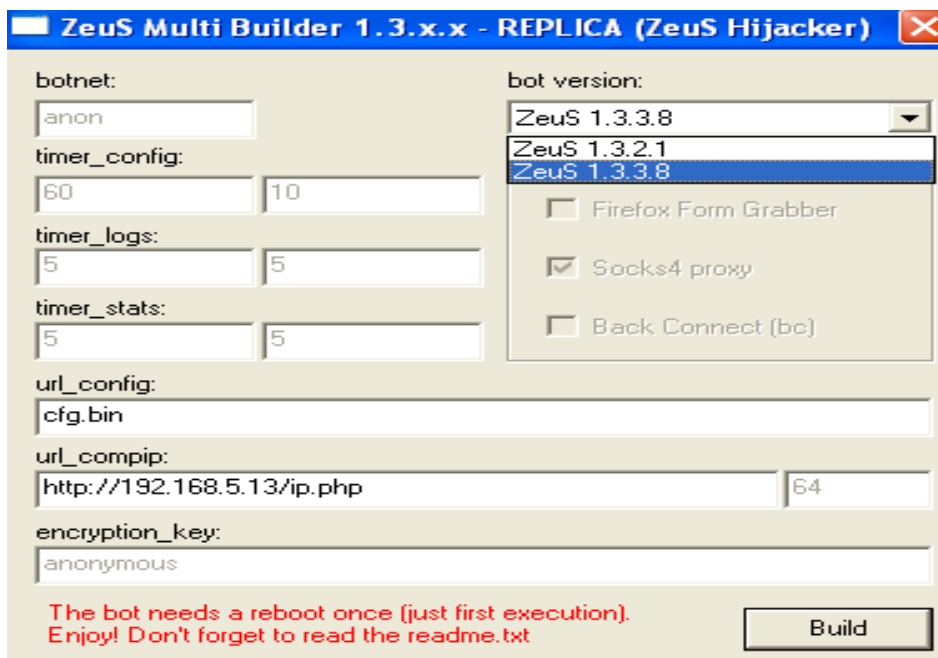 ZeuS Multi Builder 1.3.x.x - REPLICA (ZeuS Hijacker)
botnet:
anon
bot version:
ZeuS 1.3.3.8
ZeuS 1.3.2.1
ZeuS 1.3.3.8
timer_config:
60
10
Firefox Form Grabber
timer_logs:
5
5
Socks4 proxy
timer_stats:
5
5
Back Connect (bc)
url_config:
cfg.bin
url_compip:
http://192.168.5.13/ip.php
64
encryption_key:
anonymous
The bot needs a reboot once (just first execution).
Enjoy! Don't forget to read the readme.txt
Build